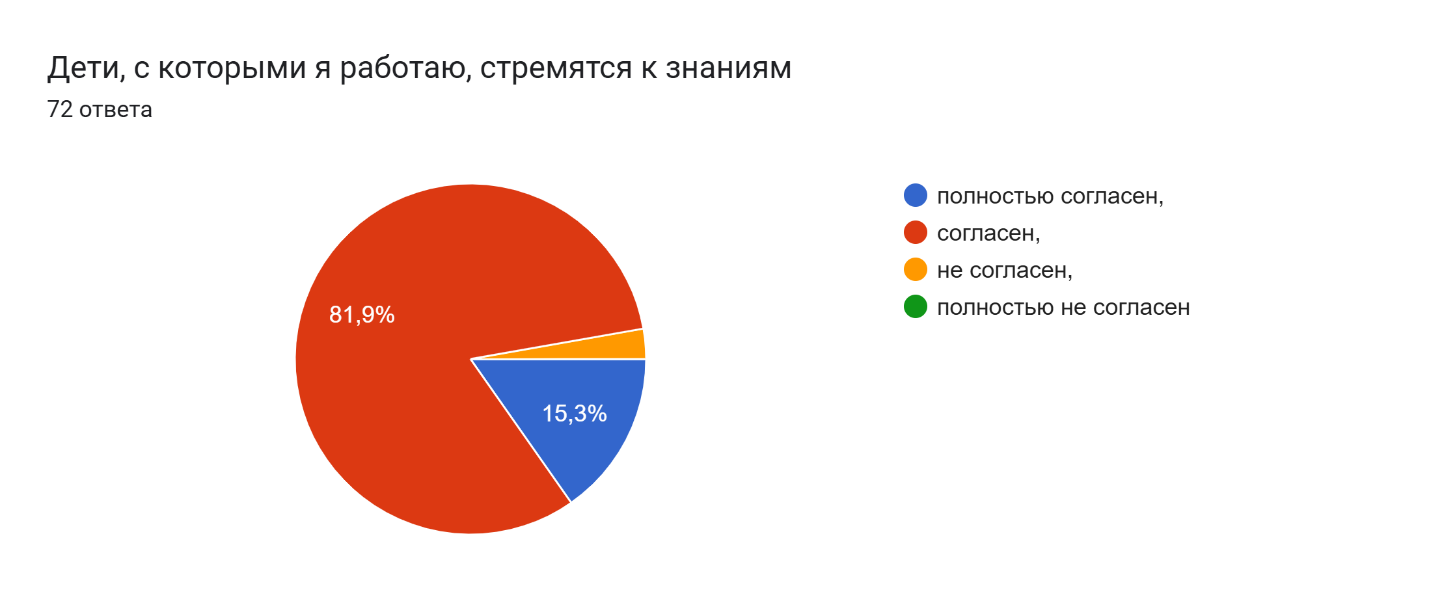 Дети, с которыми я работаю, стремятся к знаниям
72 ответа
81,9%
15,3%
полностью согласен,
согласен,
не согласен,
полностью не согласен